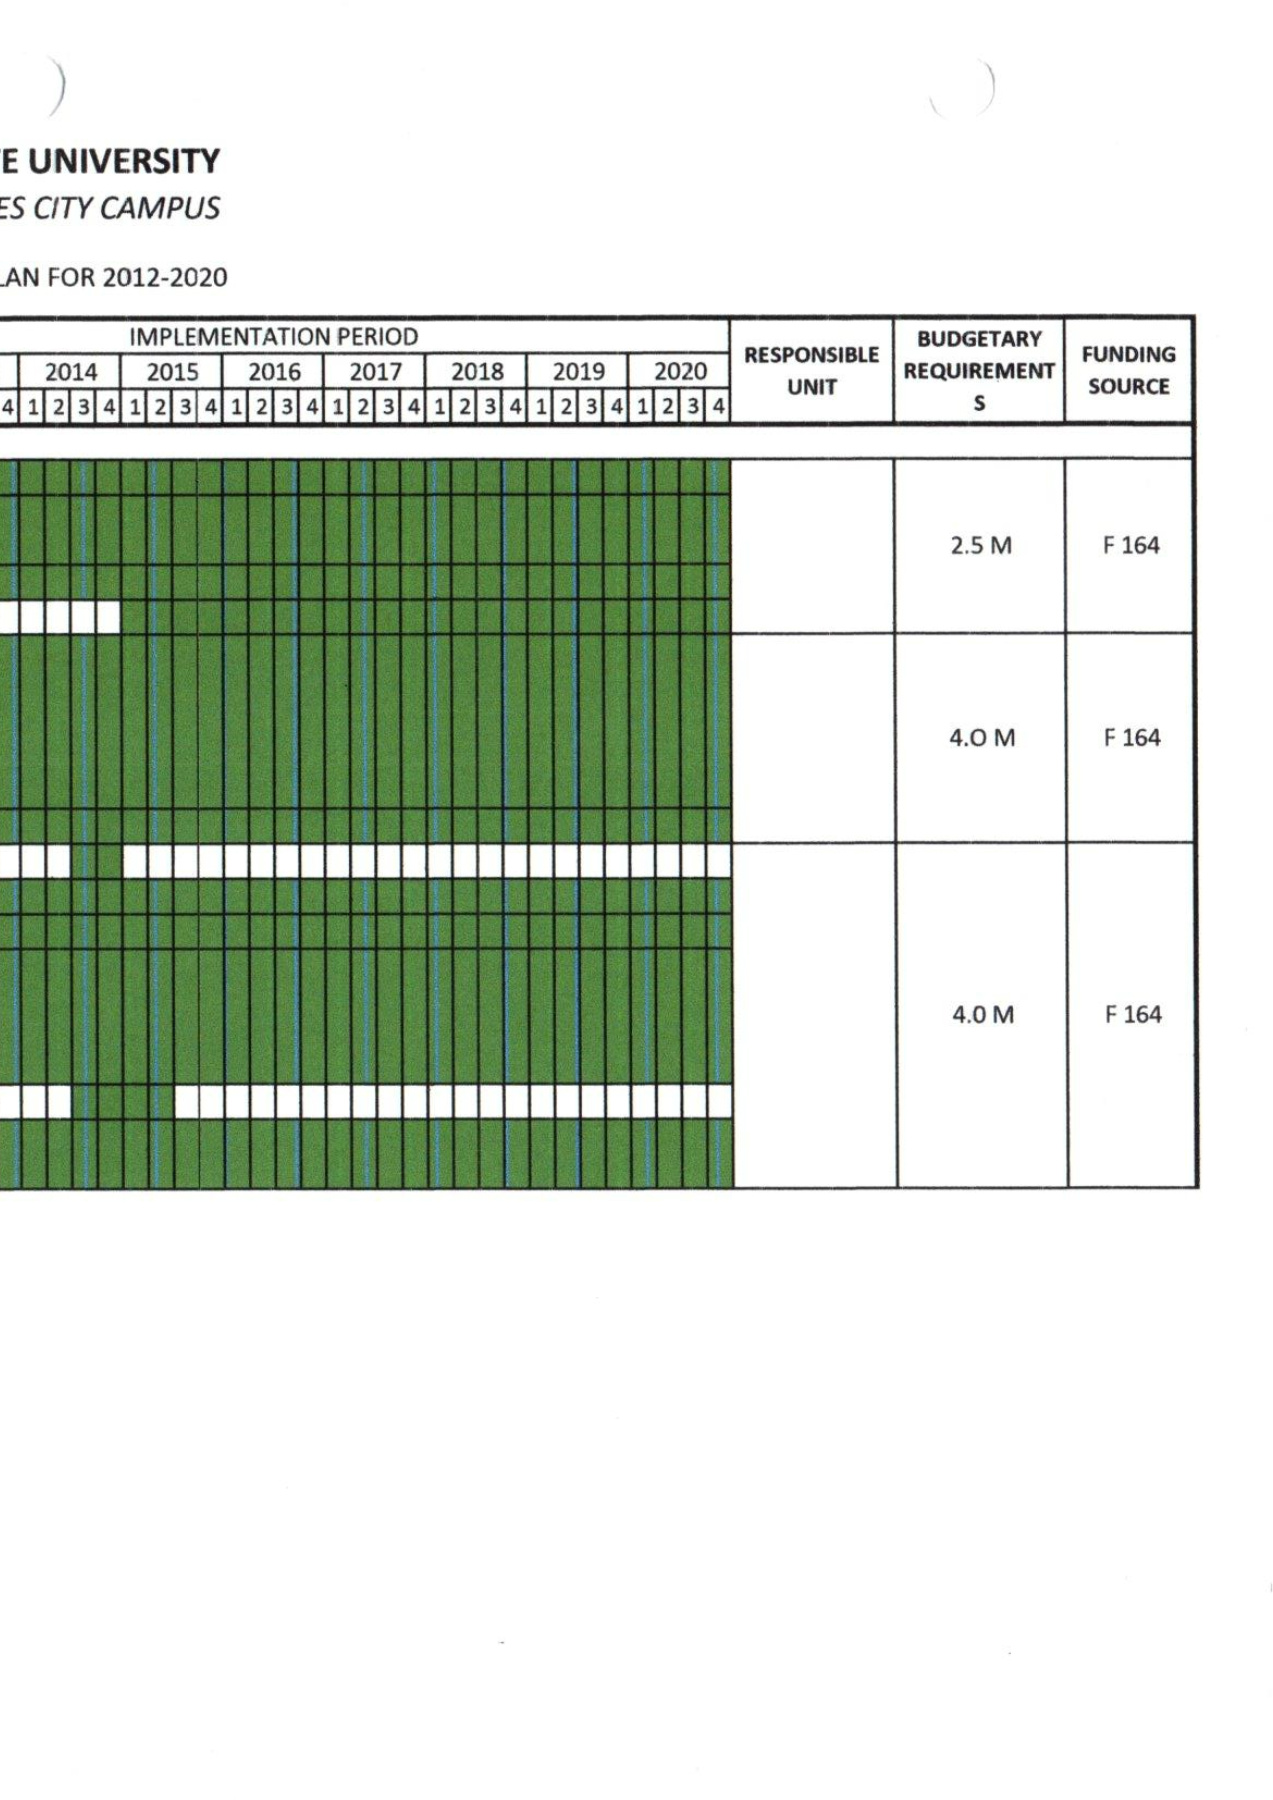 TE UNIVERSITY
ES CITY CAMPUS
LAN FOR 2012-2020
IMPLEMENTATION PERIOD
RESPONSIBLE UNIT
BUDGETARY REQUIREMENT S
FUNDING SOURCE
2014 2015 2016 2017 2018 2019 2020
4 1 2 3 4 1 2 3 4 1 2 3 4 1 2 3 4 1 2 3 4 1 2 3 4 1 2 3 4
2.5 M F 164
4.O M F 164
4.0 M F 164